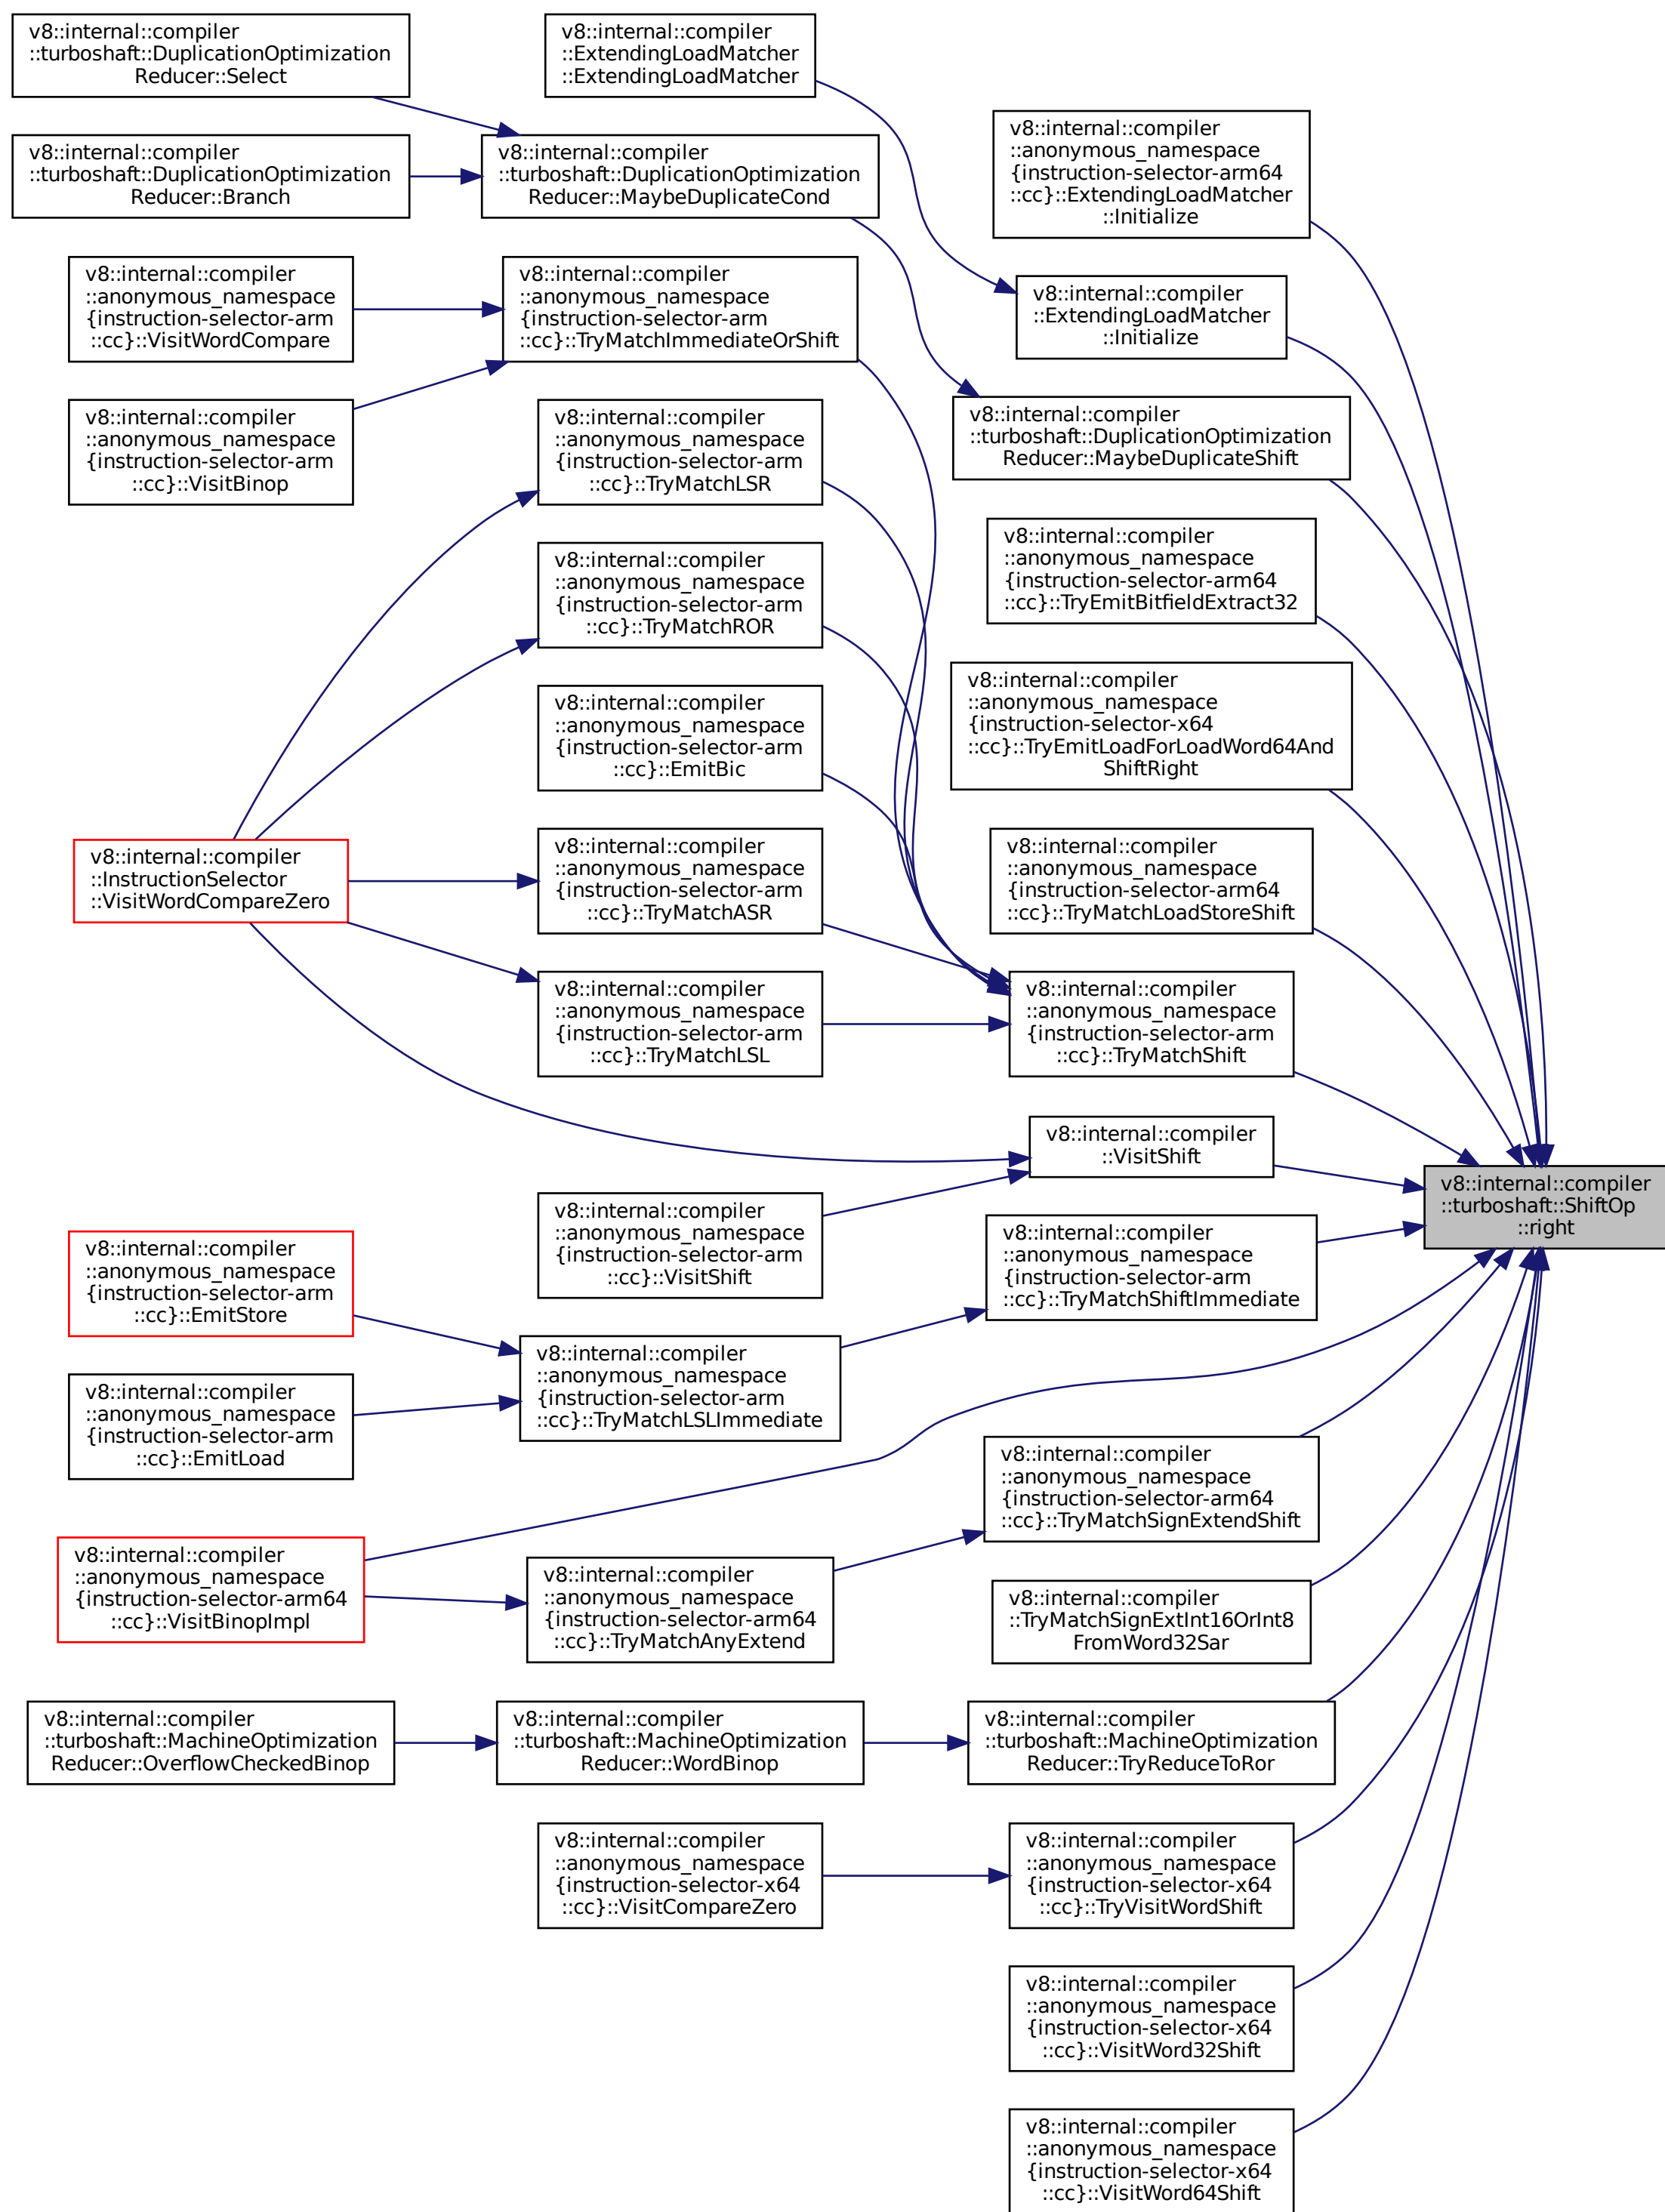 v8::internal::compiler
::turboshaft::DuplicationOptimization
Reducer::Select
v8::internal::compiler
::ExtendingLoadMatcher
::ExtendingLoadMatcher
v8::internal::compiler
::anonymous_namespace
{instruction-selector-arm64
::cc}::ExtendingLoadMatcher
::Initialize
v8::internal::compiler
::turboshaft::DuplicationOptimization
Reducer::Branch
v8::internal::compiler
::turboshaft::DuplicationOptimization
Reducer::MaybeDuplicateCond
v8::internal::compiler
::anonymous_namespace
{instruction-selector-arm
::cc}::VisitWordCompare
v8::internal::compiler
::anonymous_namespace
{instruction-selector-arm
::cc}::TryMatchImmediateOrShift
v8::internal::compiler
::ExtendingLoadMatcher
::Initialize
v8::internal::compiler
::anonymous_namespace
{instruction-selector-arm
::cc}::VisitBinop
v8::internal::compiler
::anonymous_namespace
{instruction-selector-arm
::cc}::TryMatchLSR
v8::internal::compiler
::turboshaft::DuplicationOptimization
Reducer::MaybeDuplicateShift
v8::internal::compiler
::anonymous_namespace
{instruction-selector-arm
::cc}::TryMatchROR
v8::internal::compiler
::anonymous_namespace
{instruction-selector-arm64
::cc}::TryEmitBitfieldExtract32
v8::internal::compiler
::anonymous_namespace
{instruction-selector-arm
::cc}::EmitBic
v8::internal::compiler
::anonymous_namespace
{instruction-selector-x64
::cc}::TryEmitLoadForLoadWord64And
ShiftRight
v8::internal::compiler
::InstructionSelector
::VisitWordCompareZero
v8::internal::compiler
::anonymous_namespace
{instruction-selector-arm
::cc}::TryMatchASR
v8::internal::compiler
::anonymous_namespace
{instruction-selector-arm64
::cc}::TryMatchLoadStoreShift
v8::internal::compiler
::anonymous_namespace
{instruction-selector-arm
::cc}::TryMatchLSL
v8::internal::compiler
::anonymous_namespace
{instruction-selector-arm
::cc}::TryMatchShift
v8::internal::compiler
::VisitShift
v8::internal::compiler
::turboshaft::ShiftOp
::right
v8::internal::compiler
::anonymous_namespace
{instruction-selector-arm
::cc}::VisitShift
v8::internal::compiler
::anonymous_namespace
{instruction-selector-arm
::cc}::TryMatchShiftImmediate
v8::internal::compiler
::anonymous_namespace
{instruction-selector-arm
::cc}::EmitStore
v8::internal::compiler
::anonymous_namespace
{instruction-selector-arm
::cc}::TryMatchLSLImmediate
v8::internal::compiler
::anonymous_namespace
{instruction-selector-arm
::cc}::EmitLoad
v8::internal::compiler
::anonymous_namespace
{instruction-selector-arm64
::cc}::TryMatchSignExtendShift
v8::internal::compiler
::anonymous_namespace
{instruction-selector-arm64
::cc}::VisitBinopImpl
v8::internal::compiler
::anonymous_namespace
{instruction-selector-arm64
::cc}::TryMatchAnyExtend
v8::internal::compiler
::TryMatchSignExtInt16OrInt8
FromWord32Sar
v8::internal::compiler
::turboshaft::MachineOptimization
Reducer::OverflowCheckedBinop
v8::internal::compiler
::turboshaft::MachineOptimization
Reducer::WordBinop
v8::internal::compiler
::turboshaft::MachineOptimization
Reducer::TryReduceToRor
v8::internal::compiler
::anonymous_namespace
{instruction-selector-x64
::cc}::VisitCompareZero
v8::internal::compiler
::anonymous_namespace
{instruction-selector-x64
::cc}::TryVisitWordShift
v8::internal::compiler
::anonymous_namespace
{instruction-selector-x64
::cc}::VisitWord32Shift
v8::internal::compiler
::anonymous_namespace
{instruction-selector-x64
::cc}::VisitWord64Shift